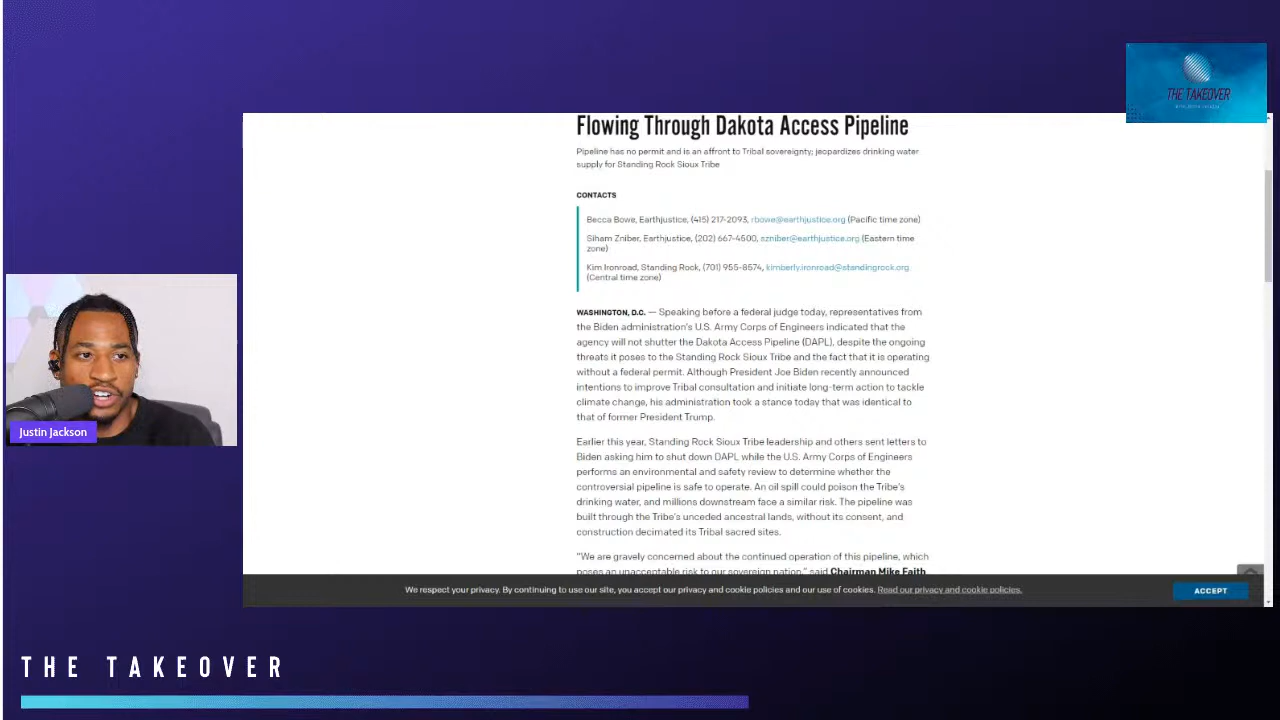 THE TAKEOVER
Flowing Through Dakota Access Pipeline
Pipeline has no permit and is an affront to Tribal sovereignty; jeopardizes drinking water
supply for Standing Rock Sioux Tribe
CONTACTS
Becca Bowe, Earthjustice, (415) 217-2093, rbowe@earthjustice.org (Pacific time zone)
Siham Zniber, Earthjustice, (202) 667-4500, szniber@earthjustice.org (Eastern time
zone)
Kim Ironroad, Standing Rock, (701) 955-8574, kimberly.ironroad@standingrock.org
(Central time zone)
WASHINGTON, D.C. — Speaking before a federal judge today, representatives from
the Biden administration's U.S. Army Corps of Engineers indicated that the
agency will not shutter the Dakota Access Pipeline (DAPL), despite the ongoing
threats it poses to the Standing Rock Sioux Tribe and the fact that it is operating
without a federal permit. Although President Joe Biden recently announced
intentions to improve Tribal consultation and initiate long-term action to tackle
climate change, his administration took a stance today that was identical to
that of former President Trump.
Earlier this year, Standing Rock Sioux Tribe leadership and others sent letters to
Biden asking him to shut down DAPL while the U.S. Army Corps of Engineers
performs an environmental and safety review to determine whether the
controversial pipeline is safe to operate. An oil spill could poison the Tribe's
drinking water, and millions downstream face a similar risk. The pipeline was
built through the Tribe's unceded ancestral lands, without its consent, and
construction decimated its Tribal sacred sites.
"We are gravely concerned about the continued operation of this pipeline, which
poses an unacceptable risk to our sovereign nation," said Chairman Mike Faith
We respect your privacy. By continuing to use our site, you accept our privacy and cookie policies and our use of cookies. Read our privacy and cookie policies.
ACCEPT
Justin Jackson
THE TAKEOVER